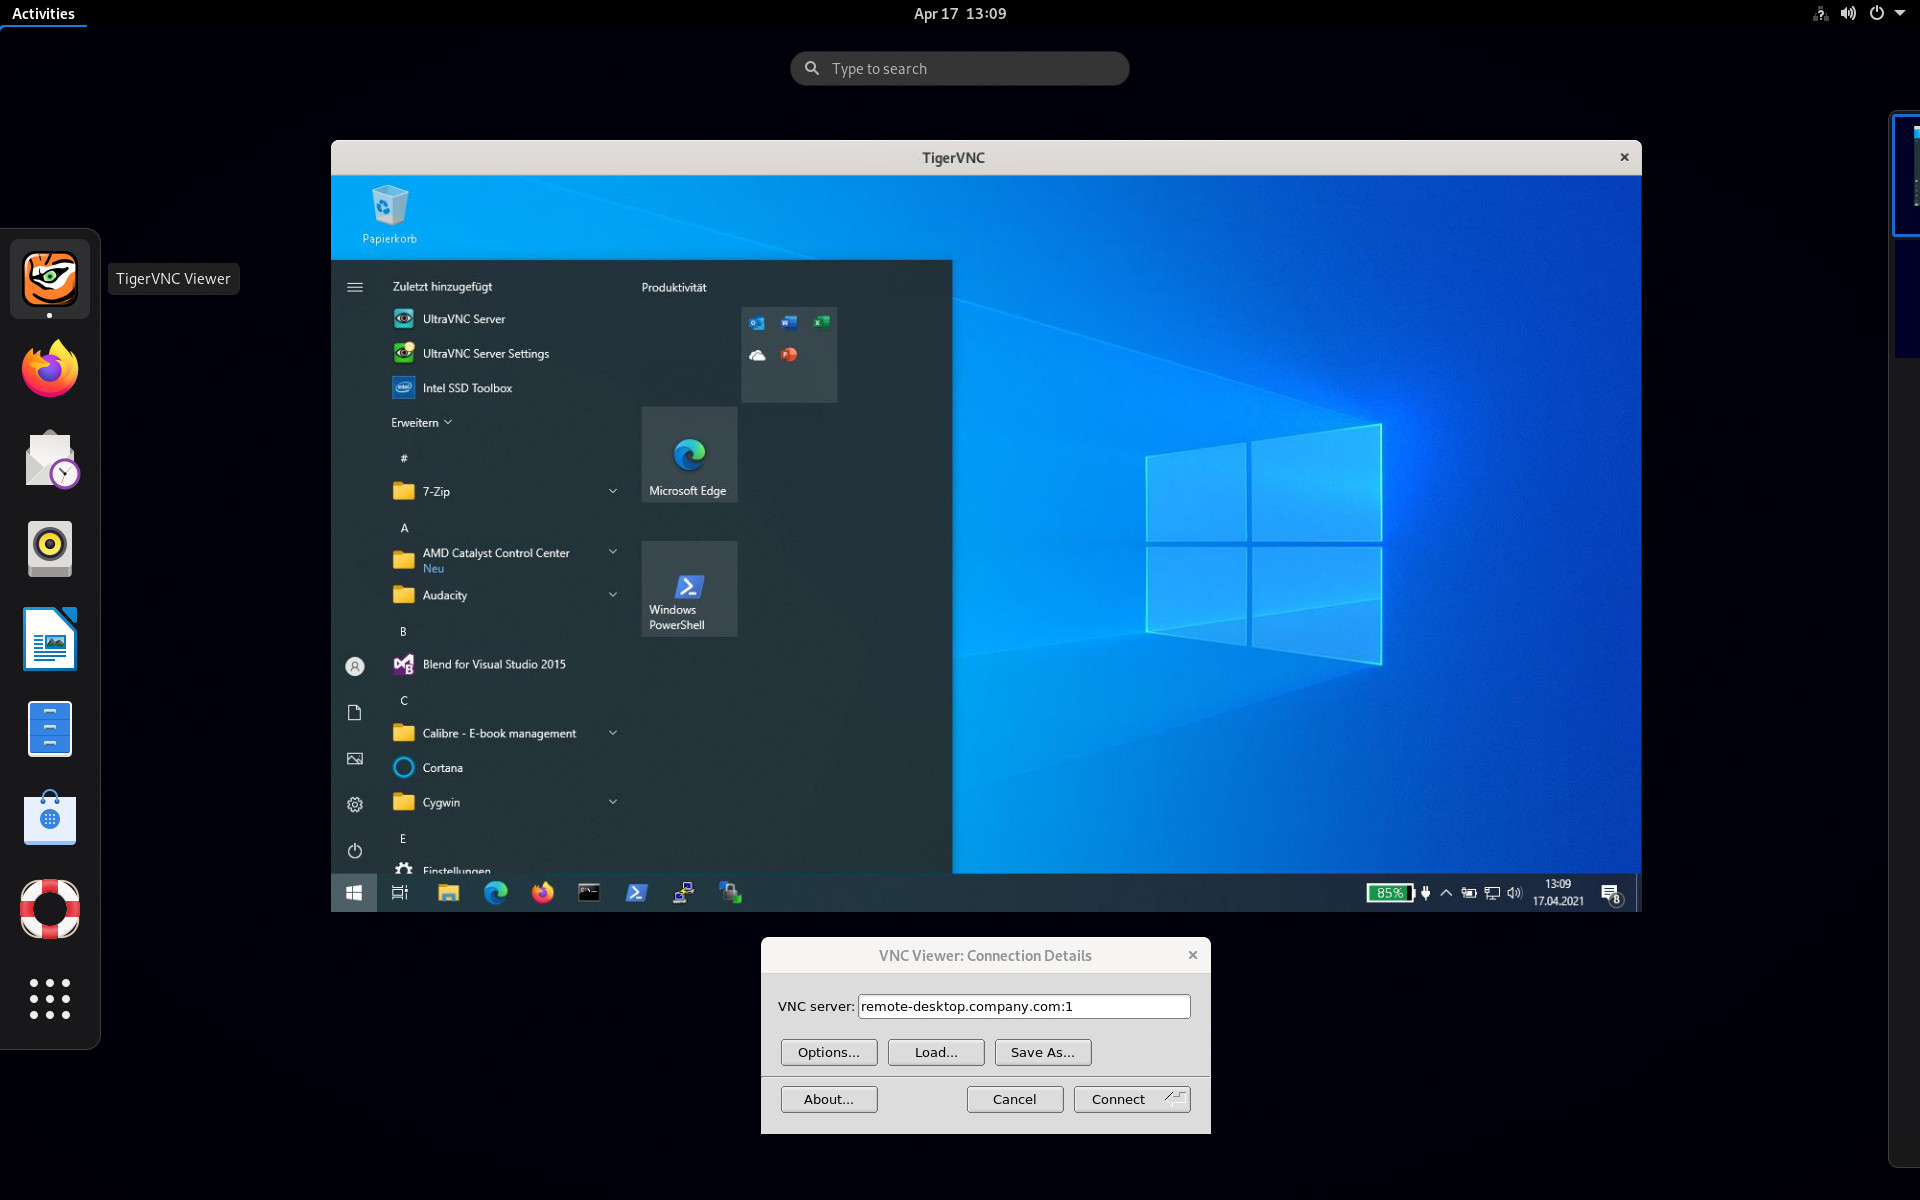 Activities
Apr 17 13:09
Type to search
TigerVNC Viewer
TigerVNC
Papierkorb
Zuletzt hinzugefügt
UltraVNC Server
UltraVNC Server Settings
Intel SSD Toolbox
Erweitern
#
7-Zip
A
AMD Catalyst Control Center
Neu
Audacity
B
Blend for Visual Studio 2015
C
Calibre - E-book management
Cortana
Cygwin
E
Einstellungen
Produktivität
Microsoft Edge
Windows
PowerShell
85%
13:09
17.04.2021
8
VNC Viewer: Connection Details
VNC server: remote-desktop.company.com:1
Options... Load... Save As...
About... Cancel Connect